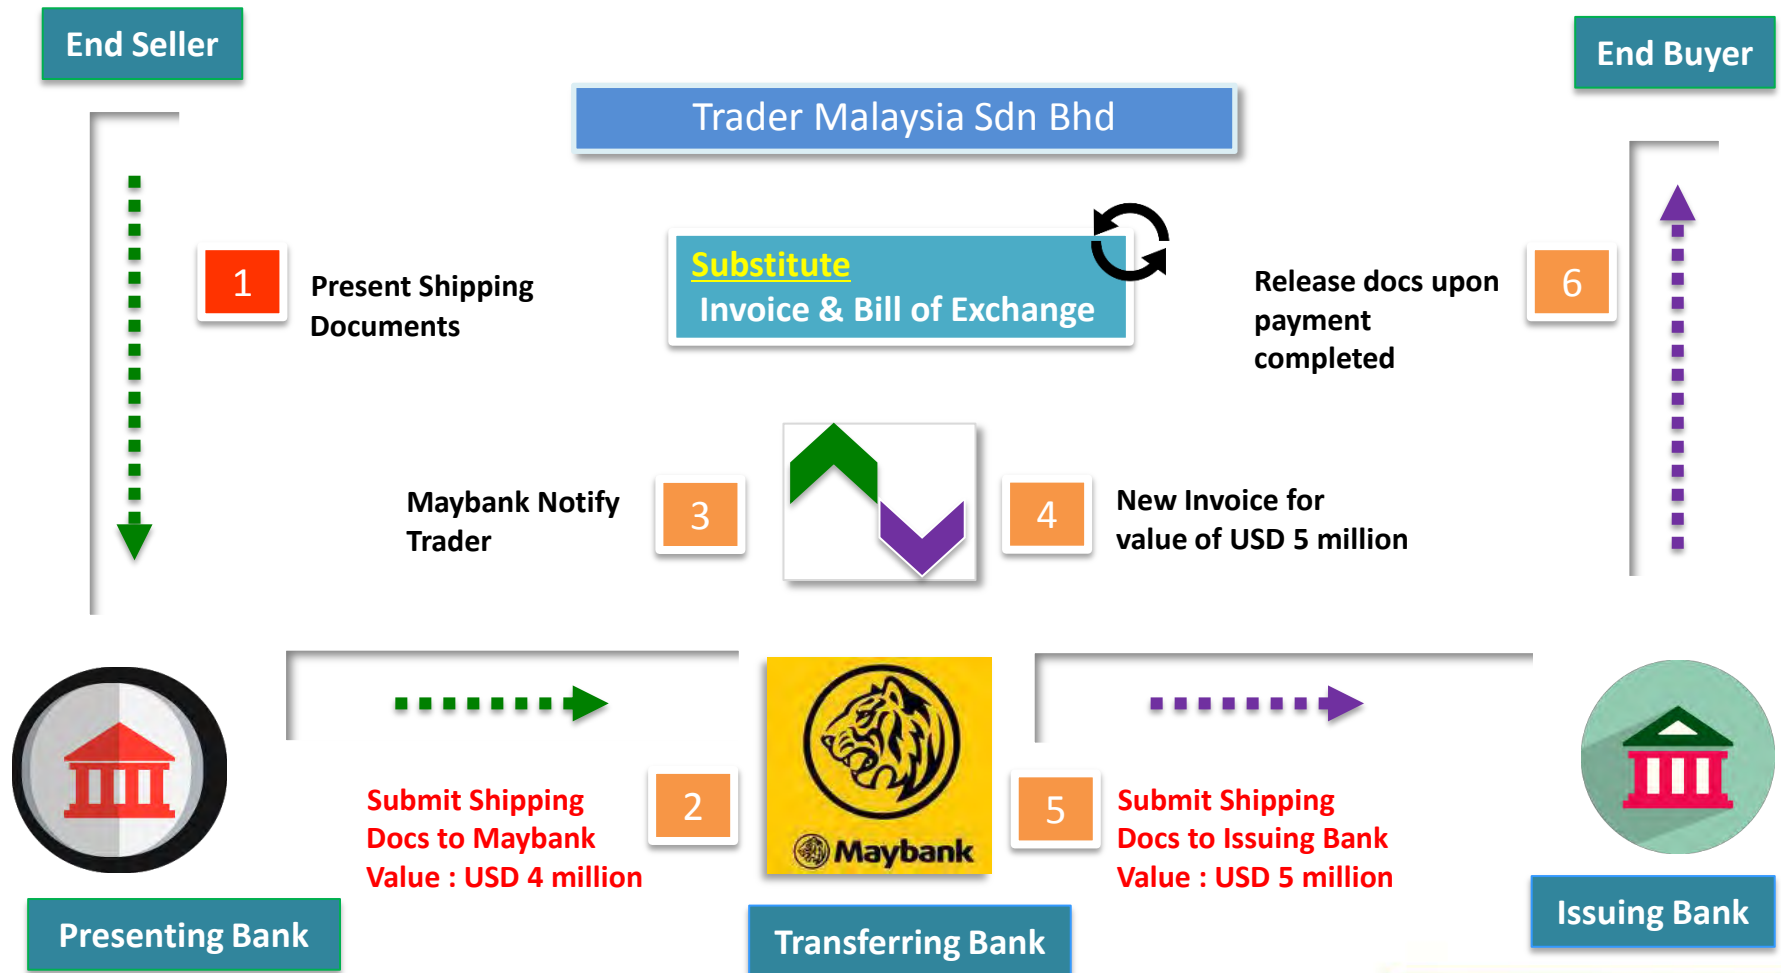 End Seller
End Buyer
Trader Malaysia Sdn Bhd
Substitute
Invoice & Bill of Exchange
1
Present Shipping
Documents
Release docs upon
payment
completed
6
Maybank Notify
Trader
3
4
New Invoice for
value of USD 5 million
Submit Shipping
Docs to Maybank
Value : USD 4 million
2
Maybank
5
Submit Shipping
Docs to Issuing Bank
Value : USD 5 million
Presenting Bank
Transferring Bank
Issuing Bank